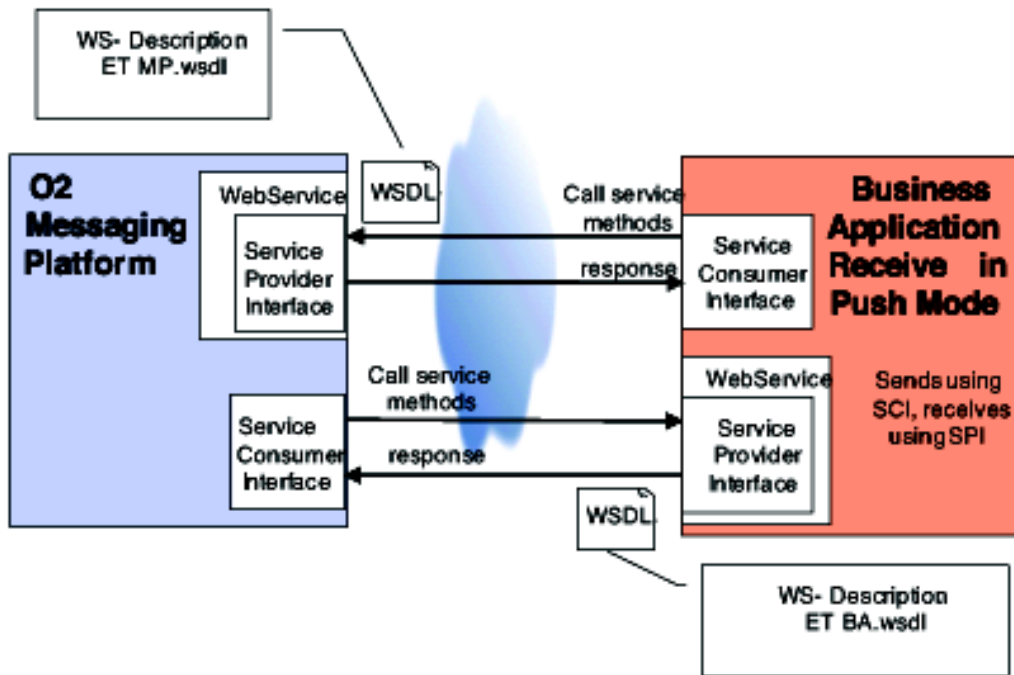 WS- Description
ET MP.wsdl
O2
Messaging
Platform
WebService
Service
Provider
Interface
WSDL
Call service
methods
response
Service
Consumer
Interface
Business
Application
Receive in
Push Mode
Sends using
SCI, receives
using SPI
Service
Consumer
Interface
Call service
methods
response
WebService
Service
Provider
Interface
WSDL
WS- Description
ET BA.wsdl